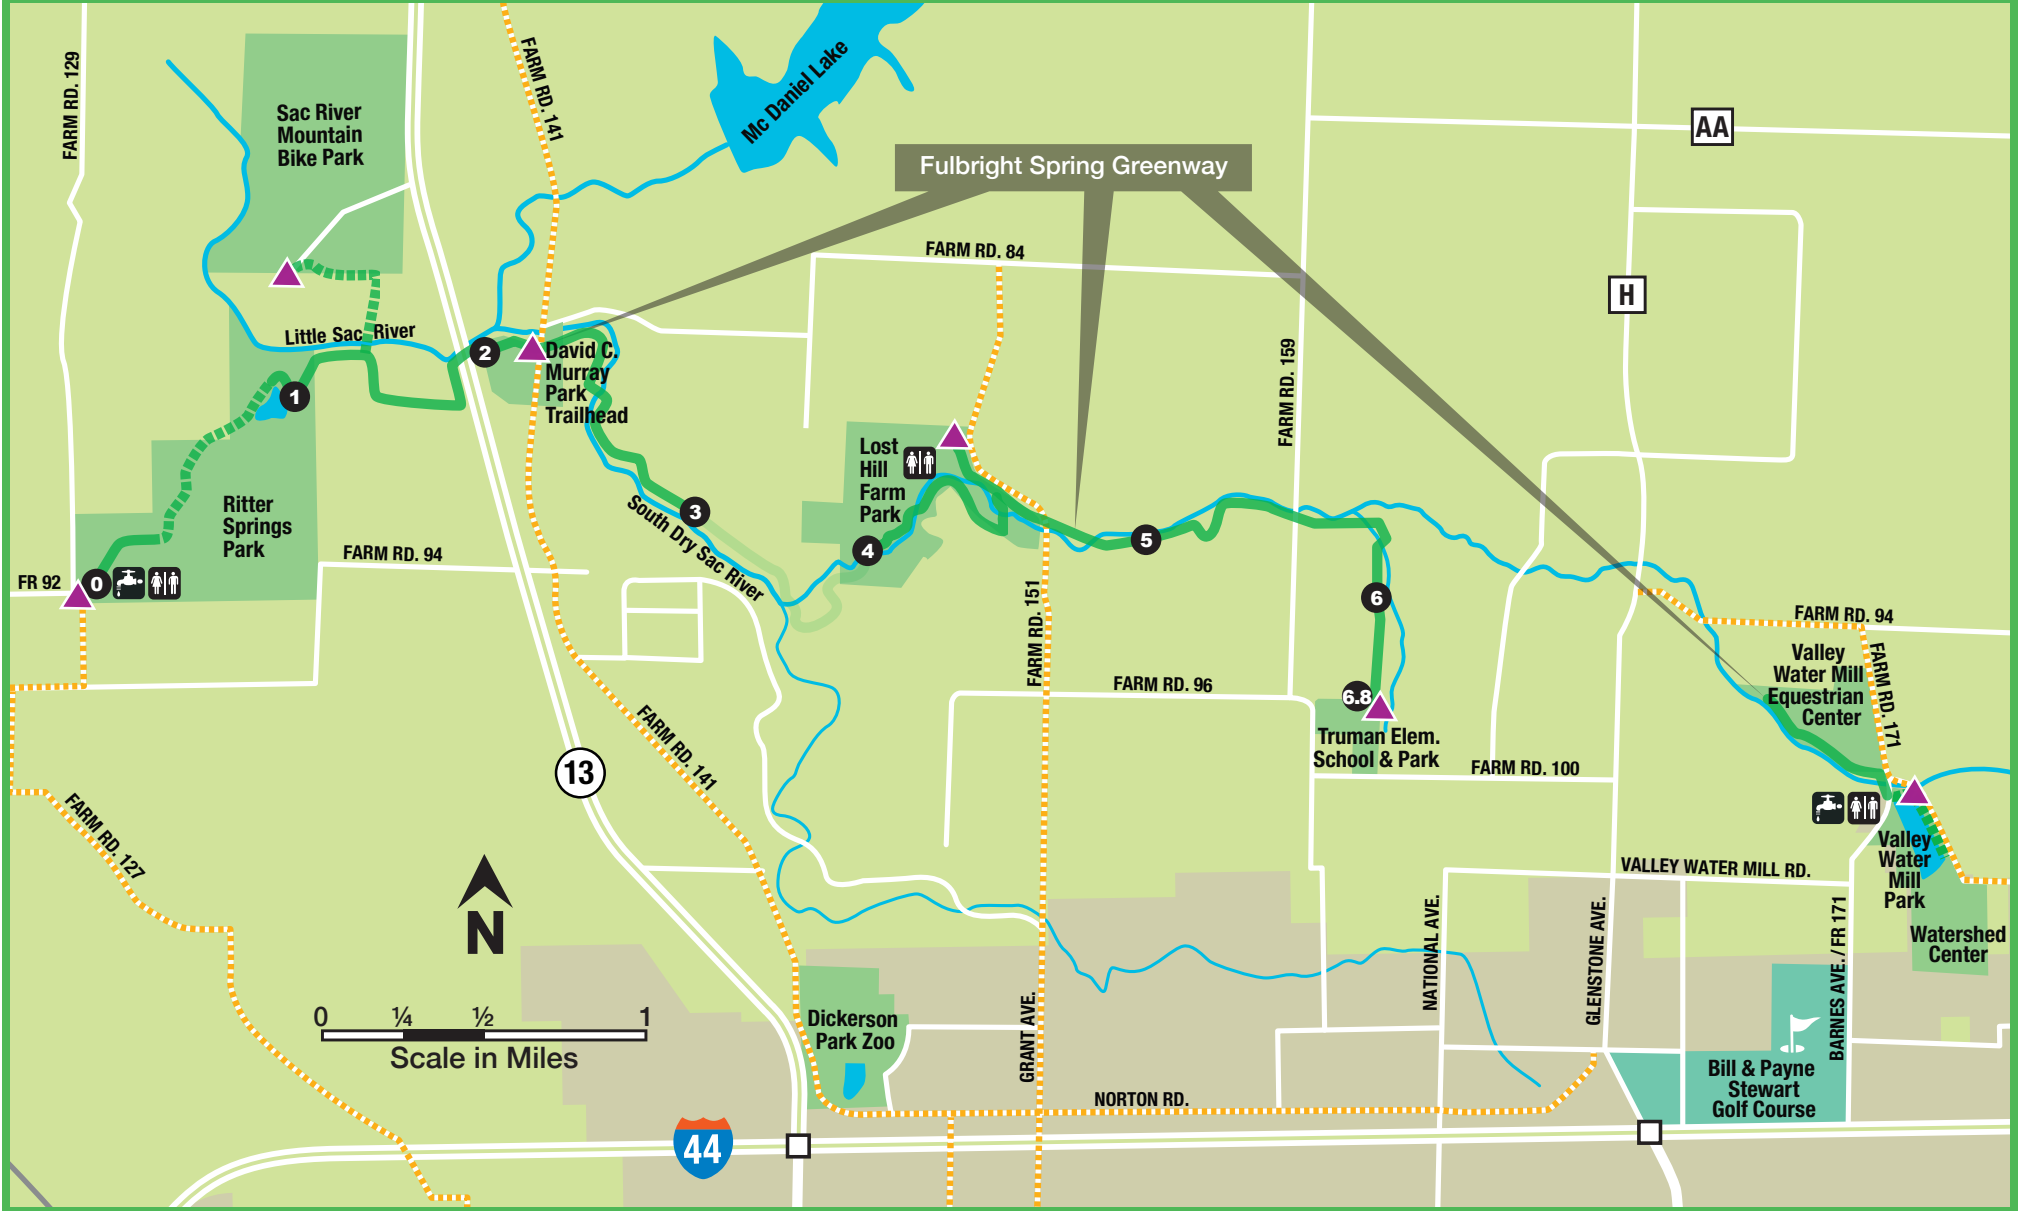 FARM RD. 129
Sac River
Mountain
Bike Park
FARM RD. 141
Mc Daniel Lake
Fulbright Spring Greenway
AA
FARM RD. 84
H
Little Sac River
2
David C.
Murray
Park
Trailhead
1
FARM RD. 159
Lost
Hill
Farm
Park
Ritter
Springs
Park
3
South Dry Sac River
4
5
FARM RD. 94
FR 92
0
6
FARM RD. 151
FARM RD. 94
Valley
Water Mill
Equestrian
Center
FARM RD. 171
FARM RD. 96
6.8
Truman Elem.
School & Park
FARM RD. 141
13
FARM RD. 100
FARM RD. 127
N
Valley
Water
Mill
Park
VALLEY WATER MILL RD.
NATIONAL AVE.
GLENSTONE AVE.
BARNES AVE. / FR 171
Watershed
Center
0 ¼ ½ 1
Scale in Miles
Dickerson
Park Zoo
GRANT AVE.
NORTON RD.
Bill & Payne
Stewart
Golf Course
44